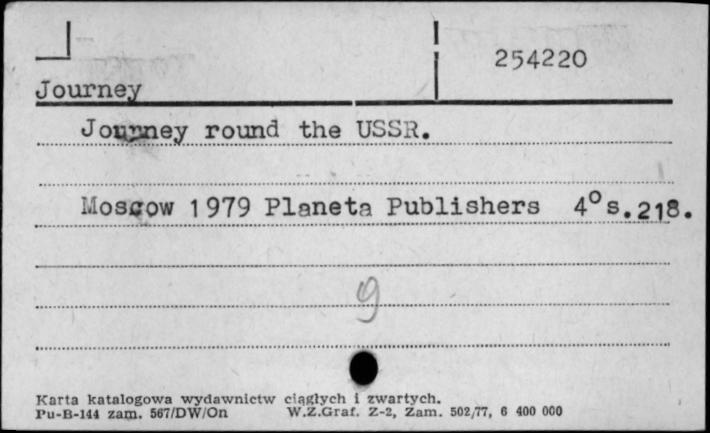 254220
Journey
Journey round the USSR.
Moscow 1979 Planeta Publishers 4° s.218.
9
Karta katalogowa wydawnictw ciągłych i zwartych.
Pu-B-144 zam. 567/DW/On W.Z.Graf. Z-2, Zam. 502/77, 6 400 000